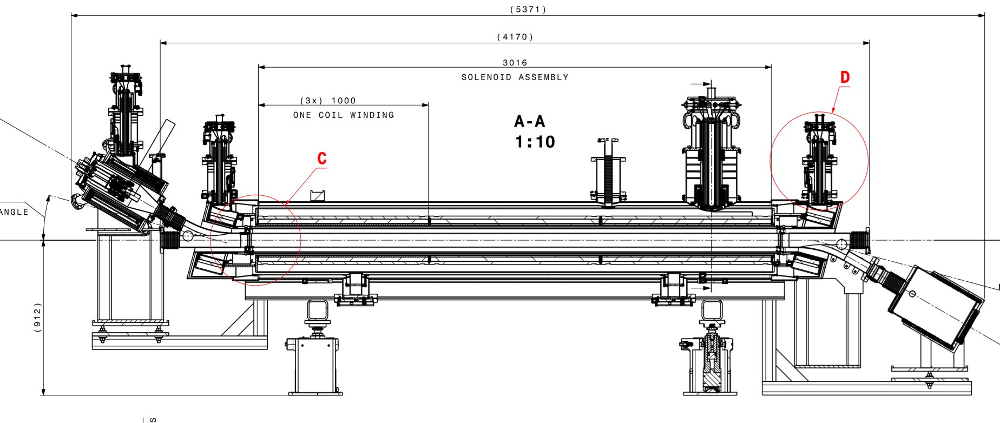 (5371)
(4170)
3016
SOLENOID ASSEMBLY
D
(3x) 1000
ONE COIL WINDING
A-A
1:10
C
ANGLE
(912)
B
B
S